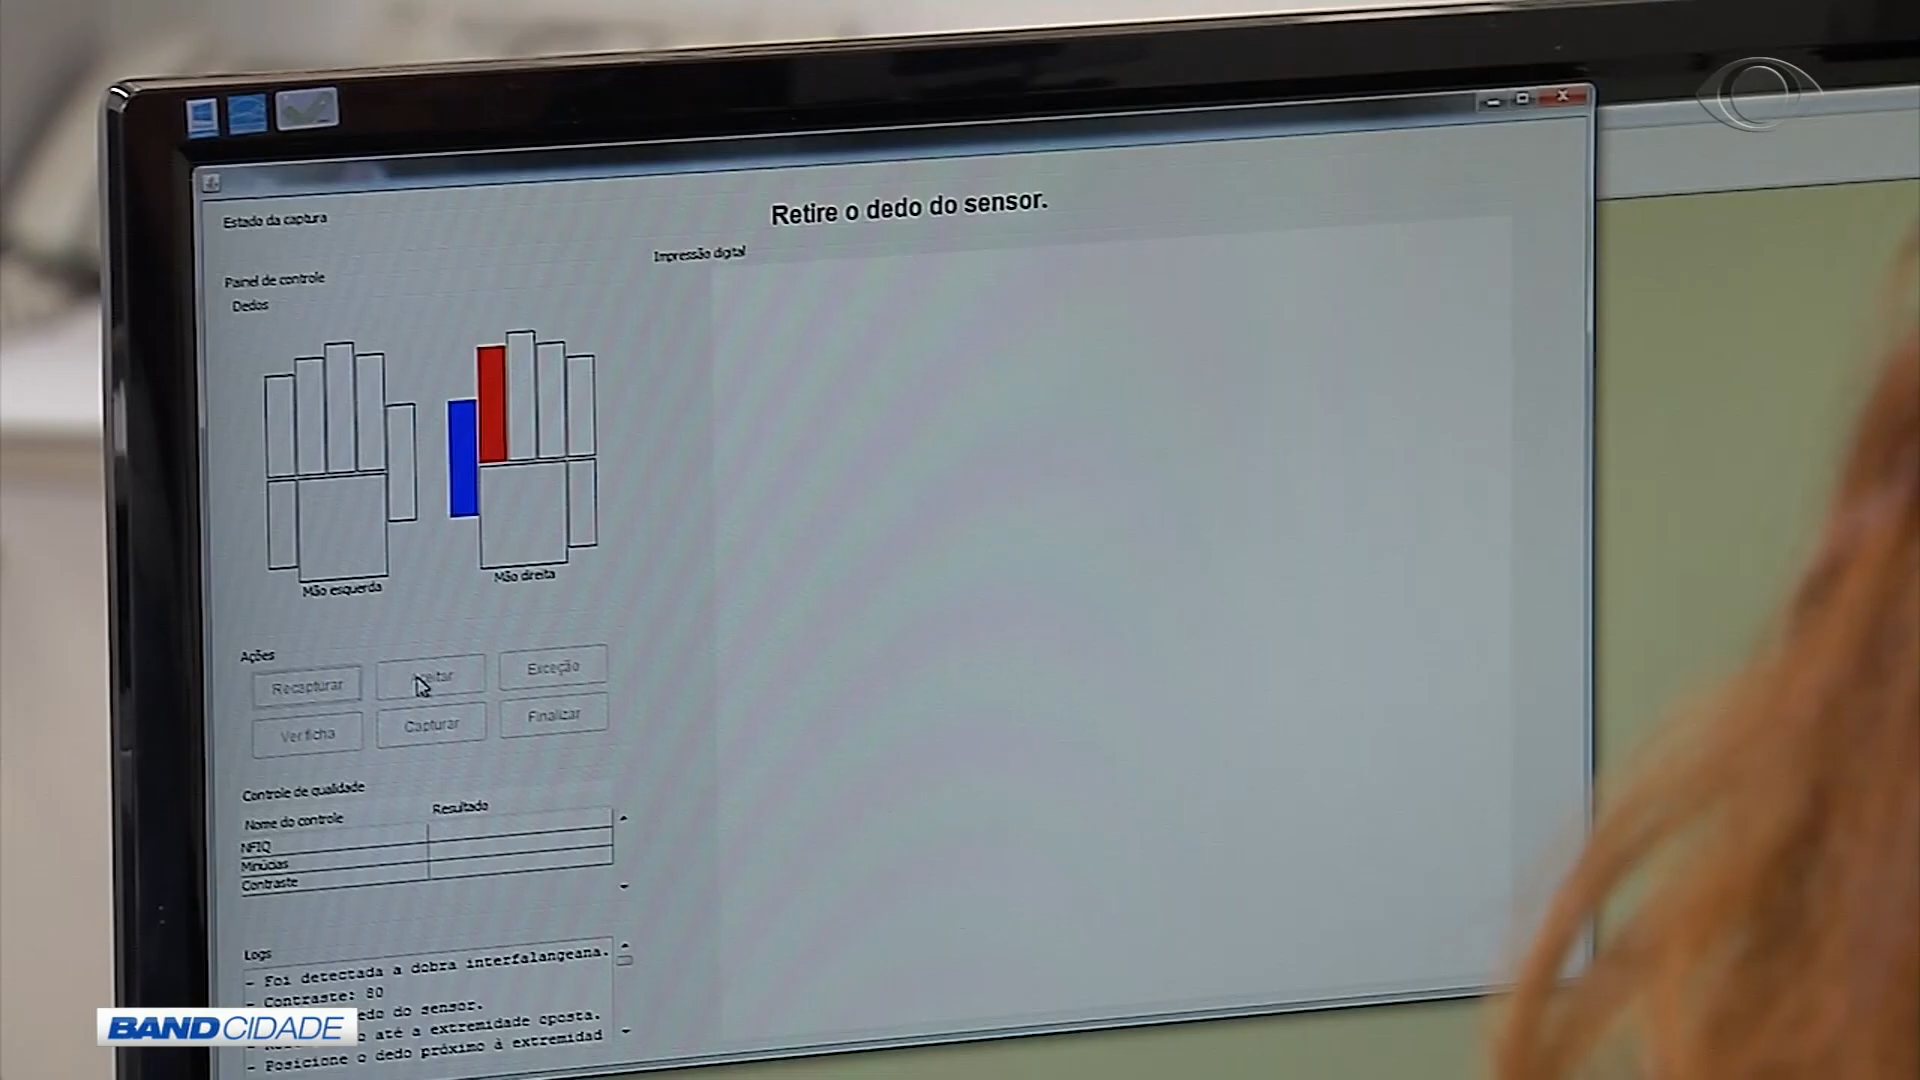 Retire o dedo do sensor.
Estado da captura
Impressão digital
Painel de controle
Dedos
Mão esquerda
Mão direita
Ações
Recapturar
Aceitar
Exceção
Ver ficha
Capturar
Finalizar
Controle de qualidade
Nome do controle
Resultado
NFIQ
Minúcias
Contraste
Logs
- Foi detectada a dobra interfalangeana.
- Contraste: 80
edo do sensor.
até a extremidade oposta.
- Posicione o dedo próximo à extremidad
BAND CIDADE